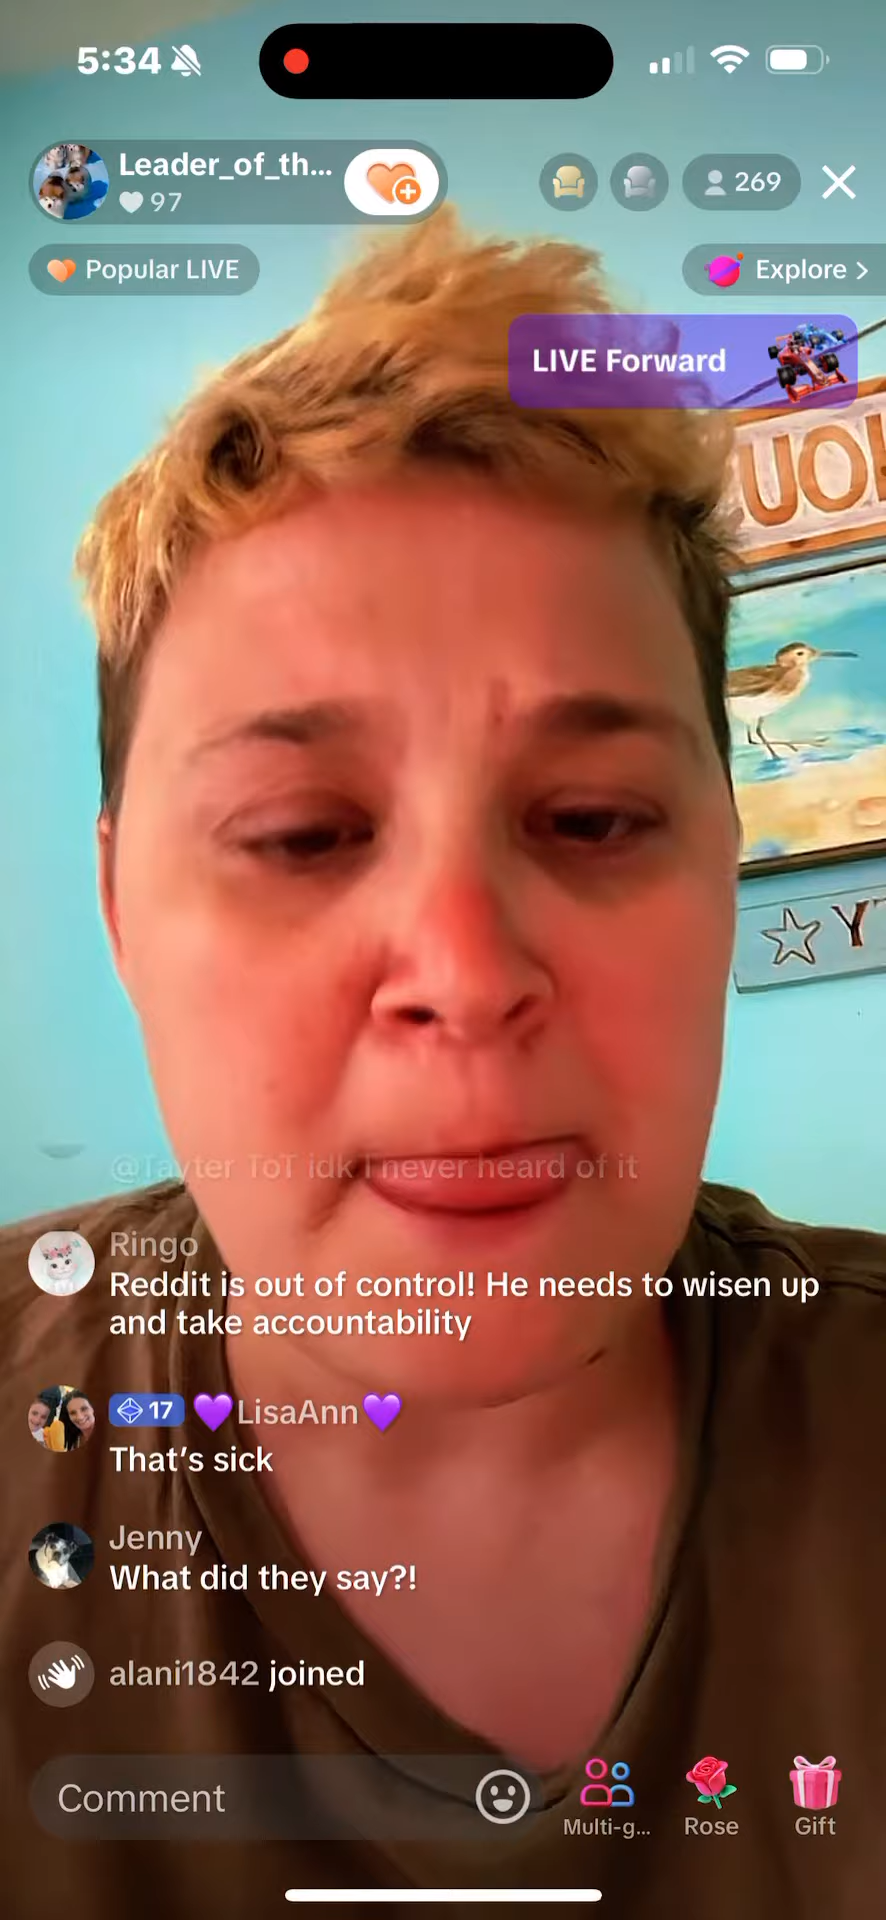 5:34
Leader_of_th...
97
269
Popular LIVE
Explore >
LIVE Forward
UO
Y
idk I never heard of it
Ringo
Reddit is out of control! He needs to wisen up
and take accountability
17 💜LisaAnn💜
That's sick
Jenny
What did they say?!
alani1842 joined
Comment
Multi-g...
Rose
Gift